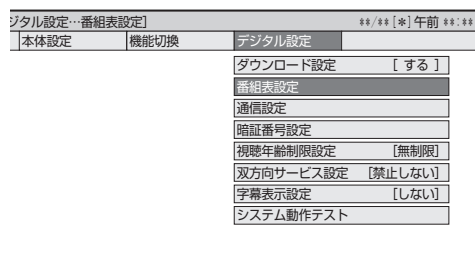 ジタル設定…番組表設定] **/**[*]午前 **:**
本体設定 機能切換 デジタル設定
ダウンロード設定 [ する ]
番組表設定
通信設定
暗証番号設定
視聴年齢制限設定 [無制限]
双方向サービス設定 [禁止しない]
字幕表示設定 [しない]
システム動作テスト